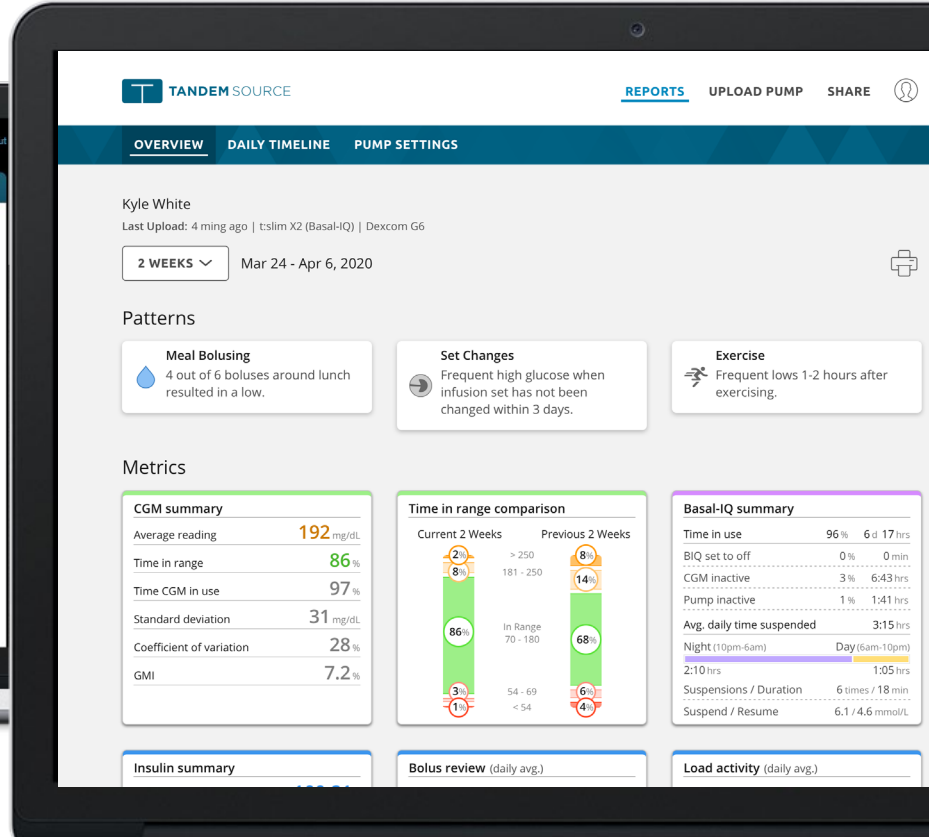 TANDEM SOURCE
REPORTS UPLOAD PUMP SHARE
OVERVIEW DAILY TIMELINE PUMP SETTINGS
Kyle White
Last Upload: 4 ming ago | t:slim X2 (Basal-IQ) | Dexcom G6
2 WEEKS Mar 24 - Apr 6, 2020
Patterns
Meal Bolusing
4 out of 6 boluses around lunch
resulted in a low.
Set Changes
Frequent high glucose when
infusion set has not been
changed within 3 days.
Exercise
Frequent lows 1-2 hours after
exercising.
Metrics
CGM summary
Average reading 192 mg/dL
Time in range 86%
Time CGM in use 97%
Standard deviation 31 mg/dL
Coefficient of variation 28%
GMI 7.2%
Time in range comparison
Current 2 Weeks Previous 2 Weeks
2% > 250 8%
8% 181 - 250 14%
86% In Range 68%
70 - 180
3% 54 - 69 6%
1% < 54 4%
Basal-IQ summary
Time in use 96% 6 d 17 hrs
BIQ set to off 0% 0 min
CGM inactive 3% 6:43 hrs
Pump inactive 1% 1:41 hrs
Avg. daily time suspended 3:15 hrs
Night (10pm-6am) Day (6am-10pm)
2:10 hrs 1:05 hrs
Suspensions / Duration 6 times / 18 min
Suspend / Resume 6.1 / 4.6 mmol/L
Insulin summary
Bolus review (daily avg.)
Load activity (daily avg.)